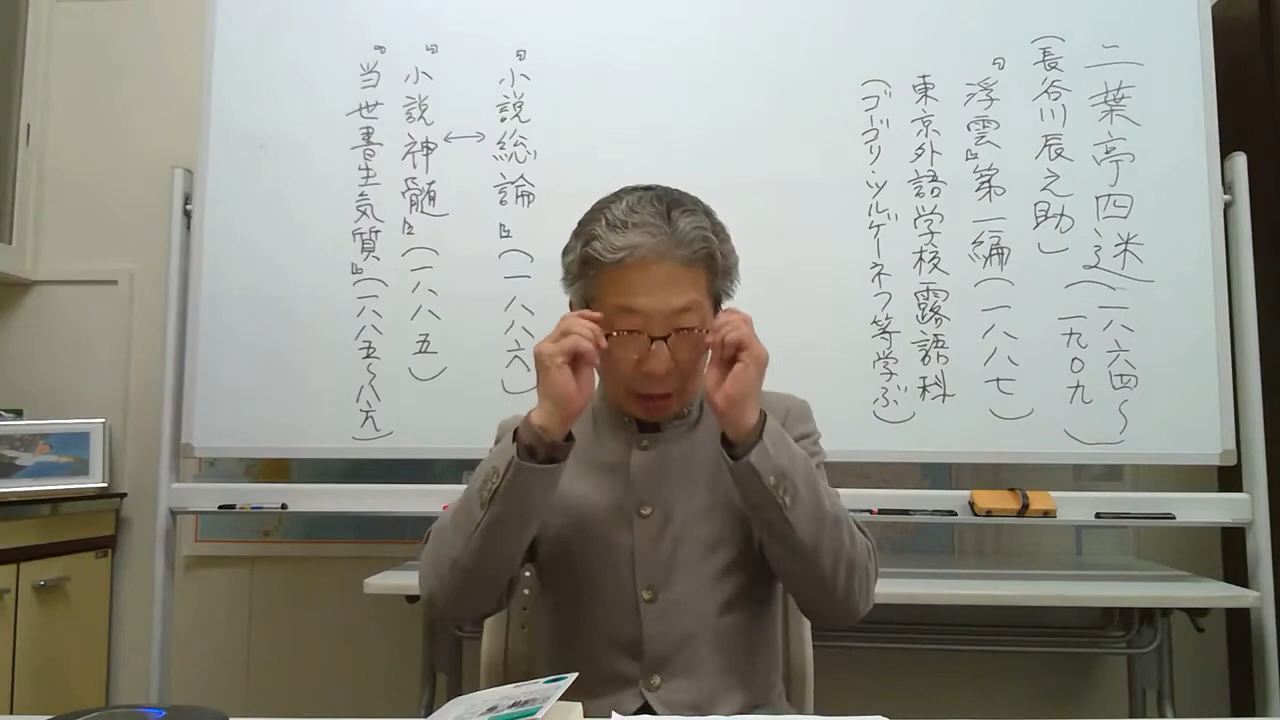 二葉亭四迷(一八六四〜
一九〇九)
(長谷川辰之助)
『浮雲』第一編(一八八七)
東京外語学校露語科
(ゴーゴリ・ツルゲーネフ等学ぶ)
『小説総論』(一八八六)
↔
『小説神髄』(一八八五)
『当世書生気質』(一八八五〜八六)